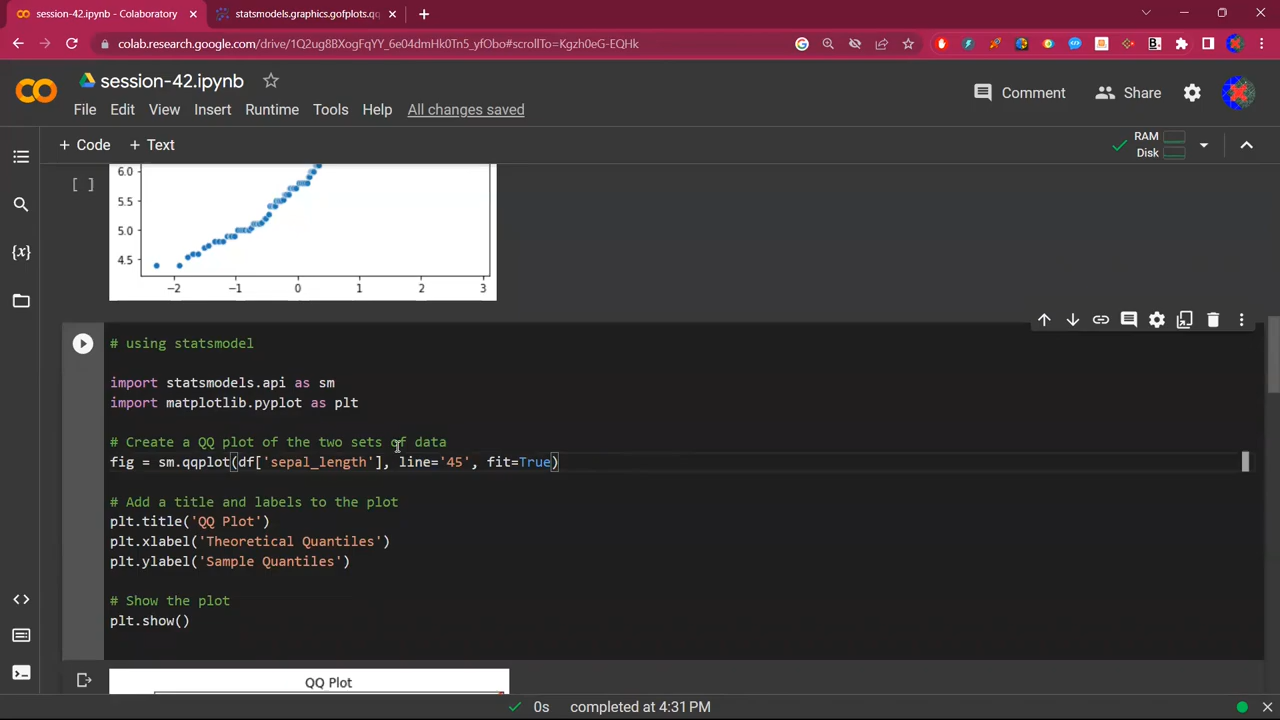 session-42.ipynb - Colaboratory
statsmodels.graphics.gofplots.qq
colab.research.google.com/drive/1Q2ug8BXogFqYY_6e04dmHk0Tn5_yfObo#scrollTo=Kgzh0eG-EQHk
session-42.ipynb
Comment
Share
File Edit View Insert Runtime Tools Help All changes saved
+ Code + Text
RAM
Disk
[ ]
6.0
5.5
5.0
4.5
−2 −1 0 1 2 3
# using statsmodel
import statsmodels.api as sm
import matplotlib.pyplot as plt
# Create a QQ plot of the two sets of data
fig = sm.qqplot(df['sepal_length'], line='45', fit=True)
# Add a title and labels to the plot
plt.title('QQ Plot')
plt.xlabel('Theoretical Quantiles')
plt.ylabel('Sample Quantiles')
# Show the plot
plt.show()
QQ Plot
0s completed at 4:31 PM